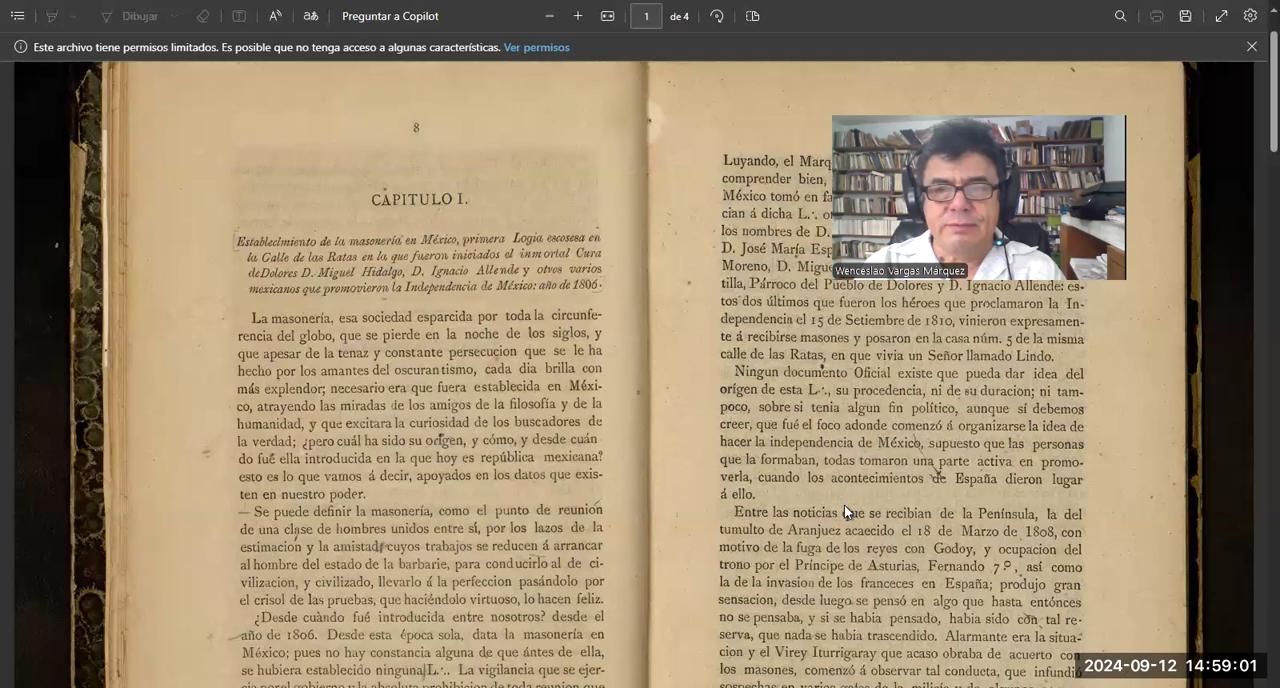 Dibujar
Preguntar a Copilot
1
de 4
Este archivo tiene permisos limitados. Es posible que no tenga acceso a algunas características. Ver permisos
8
CAPITULO I.
Establecimiento de la masonería en México, primera Logia escosesa en
la Calle de las Ratas en la que fueron iniciados el inmortal Cura
deDolores D. Miguel Hidalgo, D. Ignacio Allende y otros varios
mexicanos que promovieron la Independencia de México: año de 1806.
La masonería, esa sociedad esparcida por toda la circunfe-
rencia del globo, que se pierde en la noche de los siglos, y
que apesar de la tenaz y constante persecucion que se le ha
hecho por los amantes del oscurantismo, cada dia brilla con
más explendor; necesario era que fuera establecida en Méxi-
co, atrayendo las miradas de los amigos de la filosofía y de la
humanidad, y que excitara la curiosidad de los buscadores de
la verdad; ¿pero cuál ha sido su orígen, y cómo, y desde cuán
do fué ella introducida en la que hoy es república mexicana?
esto es lo que vamos á decir, apoyados en los datos que exis-
ten en nuestro poder.
— Se puede definir la masonería, como el punto de reunión
de una clase de hombres unidos entre sí, por los lazos de la
estimación y la amistad, cuyos trabajos se reducen á arrancar
al hombre del estado de la barbarie, para conducirlo al de ci-
vilizacion, y civilizado, llevarlo á la perfeccion pasándolo por
el crisol de las pruebas, que haciéndolo virtuoso, lo hacen feliz.
¿Desde cuàndo fué introducida entre nosotros? desde el
año de 1806. Desde esta época sola, data la masonería en
México; pues no hay constancia alguna de que ántes de ella,
se hubiera establecido ninguna L∴. La vigilancia que se ejer-
cia por el gobierno y la absoluta prohibicion de toda reunion que
Luyando, el Marq
comprender bien,
México tomó en fa
cian á dicha L∴ o
los nombres de D.
D. José María Esp
Moreno, D. Migue
tilla, Párroco del Pueblo de Dolores y D. Ignacio Allende: es-
tos dos últimos que fueron los héroes que proclamaron la In-
dependencia el 15 de Setiembre de 1810, vinieron expresamen-
te á recibirse masones y posaron en la casa núm. 5 de la misma
calle de las Ratas, en que vivia un Señor llamado Lindo.
Ningun documento Oficial existe que pueda dar idea del
orígen de esta L∴, su procedencia, ni de su duracion; ni tam-
poco, sobre si tenia algun fin político, aunque sí debemos
creer, que fué el foco adonde comenzó á organizarse la idea de
hacer la independencia de México, supuesto que las personas
que la formaban, todas tomaron una parte activa en promo-
verla, cuando los acontecimientos de España dieron lugar
á ello.
Entre las noticias que se recibian de la Península, la del
tumulto de Aranjuez acaecido el 18 de Marzo de 1808, con
motivo de la fuga de los reyes con Godoy, y ocupacion del
trono por el Príncipe de Asturias, Fernando 7º, así como
la de la invasion de los franceces en España; produjo gran
sensacion, desde luego se pensó en algo que hasta entónces
no se pensaba, y si se habia pensado, habia sido con tal re-
serva, que nada se habia trascendido. Alarmante era la situa-
cion y el Virey Iturrigaray que acaso obraba de acuerto con
los masones, comenzó á observar tal conducta, que infundió
Wenceslao Vargas Márquez
2024-09-12 14:59:01